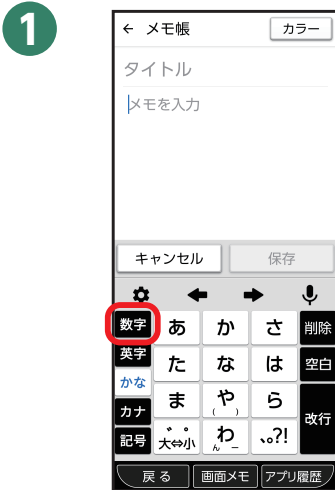 1
← メモ帳 カラー
タイトル
メモを入力
キャンセル 保存
数字 あ か さ 削除
英字 た な は 空白
かな
カナ ま や ( ) ら 改行
記号 大⇔小 ゛ ゜ わ ん ー 、。?!
戻る 画面メモ アプリ履歴